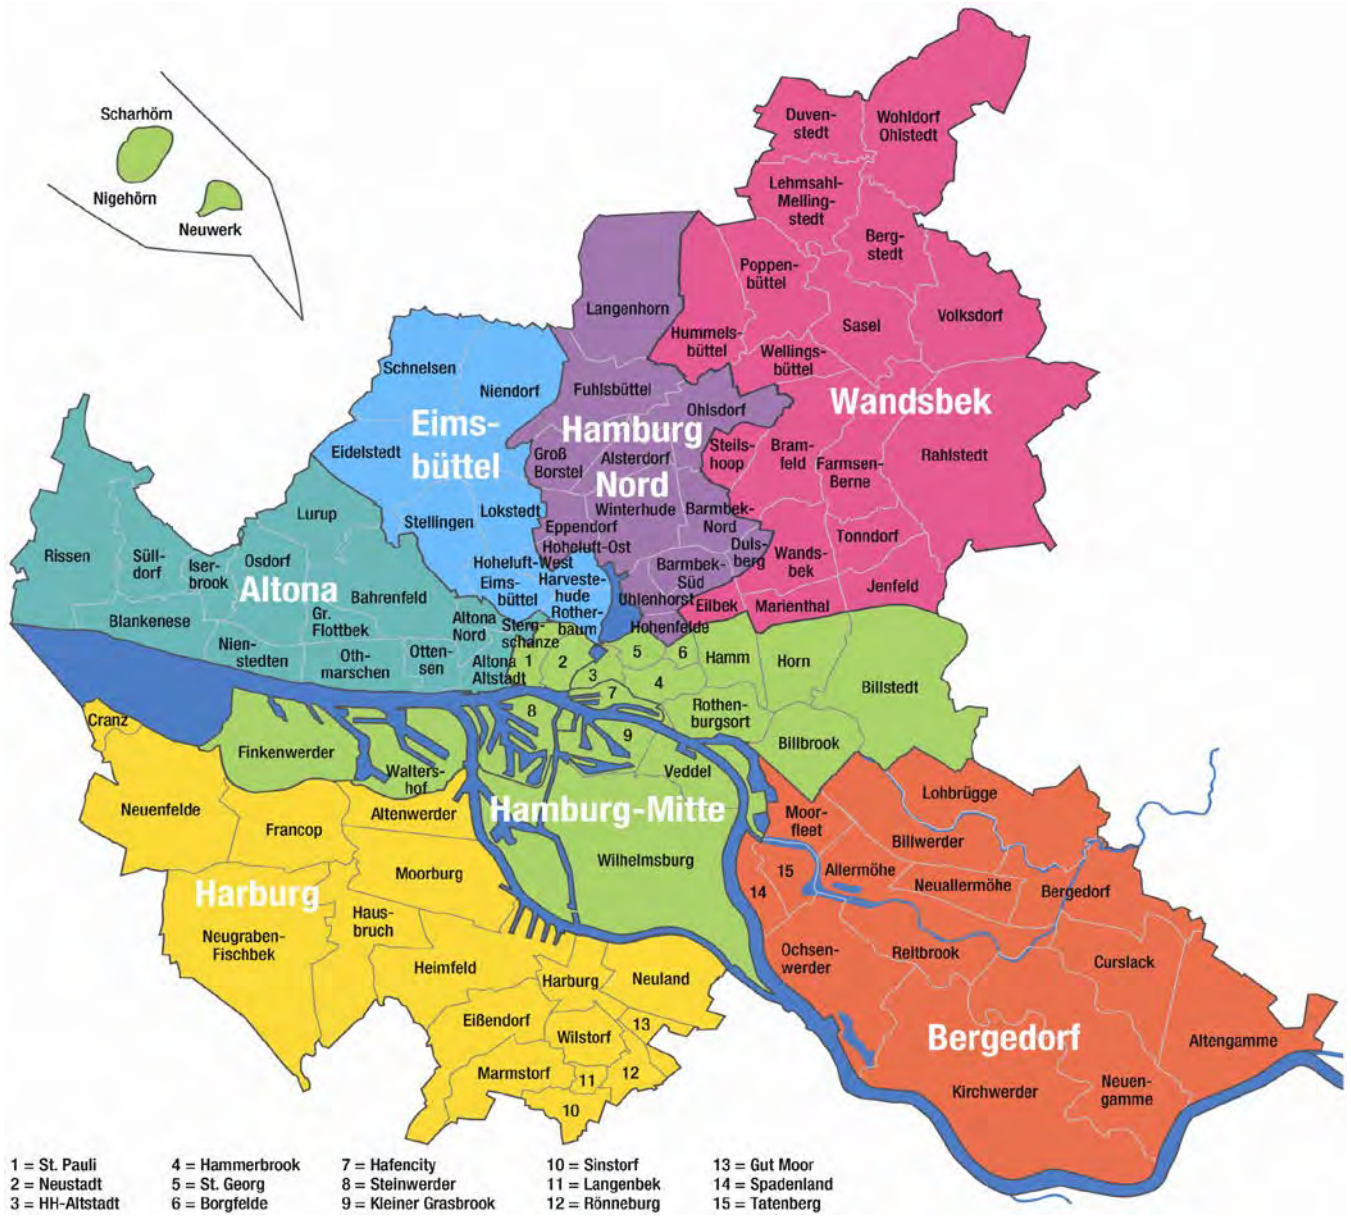 Scharhörn
Nigehörn
Neuwerk
Duven-
stedt
Wohldorf
Ohlstedt
Lehmsahl-
Melling-
stedt
Berg-
stedt
Poppen-
büttel
Hummels-
büttel
Sasel
Volksdorf
Wellings-
büttel
Wandsbek
Steils-
hoop
Bram-
feld
Farmsen-
Berne
Rahlstedt
Tonndorf
Wands-
bek
Jenfeld
Eilbek
Marienthal
Langenhorn
Fuhlsbüttel
Ohlsdorf
Hamburg
Nord
Groß
Borstel
Alsterdorf
Winterhude
Barmbek-
Nord
Eppendorf
Hoheluft-Ost
Duls-
berg
Barmbek-
Süd
Uhlenhorst
Hohenfelde
Schnelsen
Niendorf
Eims-
büttel
Eidelstedt
Stellingen
Lokstedt
Hoheluft-West
Eims-
büttel
Harveste-
hude
Rother-
baum
Rissen
Süll-
dorf
Iser-
brook
Osdorf
Lurup
Altona
Bahrenfeld
Blankenese
Gr.
Flottbek
Nien-
stedten
Oth-
marschen
Otten-
sen
Altona
Nord
Altona
Altstadt
Stern-
schanze
1
2
3
4
5
6
7
8
9
Hamm
Horn
Billstedt
Rothen-
burgsort
Billbrook
Finkenwerder
Walters-
hof
Veddel
Hamburg-Mitte
Wilhelmsburg
Cranz
Neuenfelde
Francop
Altenwerder
Moorburg
Harburg
Neugraben-
Fischbek
Haus-
bruch
Heimfeld
Harburg
Neuland
Eißendorf
Wilstorf
13
Marmstorf
11
12
10
Moor-
fleet
Lohbrügge
Billwerder
Allermöhe
Neuallermöhe
Bergedorf
14
15
Ochsen-
werder
Reitbrook
Curslack
Bergedorf
Altengamme
Kirchwerder
Neuen-
gamme
1 = St. Pauli
2 = Neustadt
3 = HH-Altstadt
4 = Hammerbrook
5 = St. Georg
6 = Borgfelde
7 = Hafencity
8 = Steinwerder
9 = Kleiner Grasbrook
10 = Sinstorf
11 = Langenbek
12 = Rönneburg
13 = Gut Moor
14 = Spadenland
15 = Tatenberg